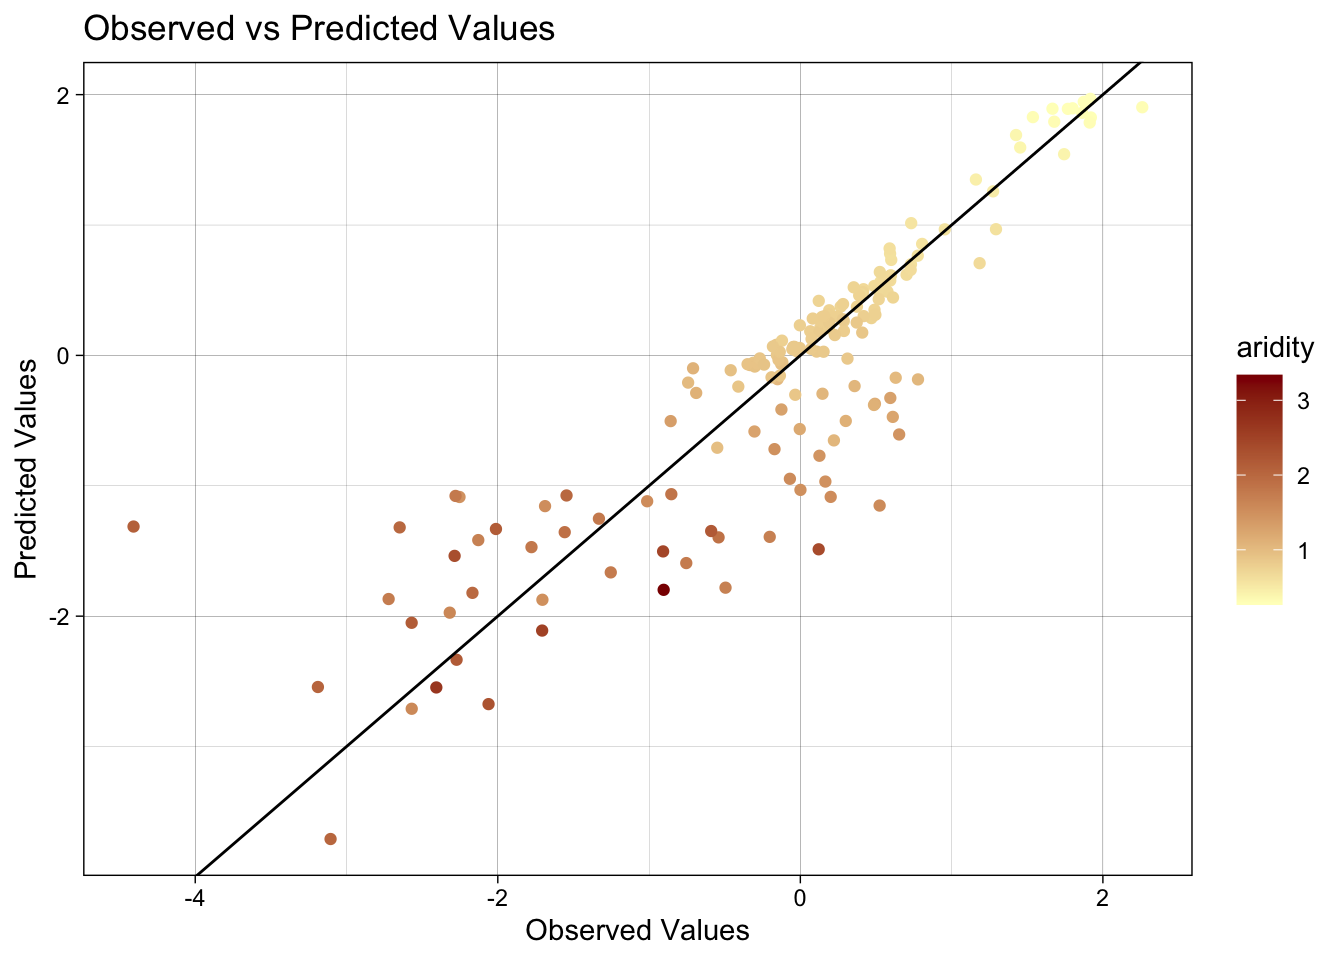 Observed vs Predicted Values
Predicted Values
2
0
-2
-4
-2
0
2
Observed Values
aridity
3
2
1